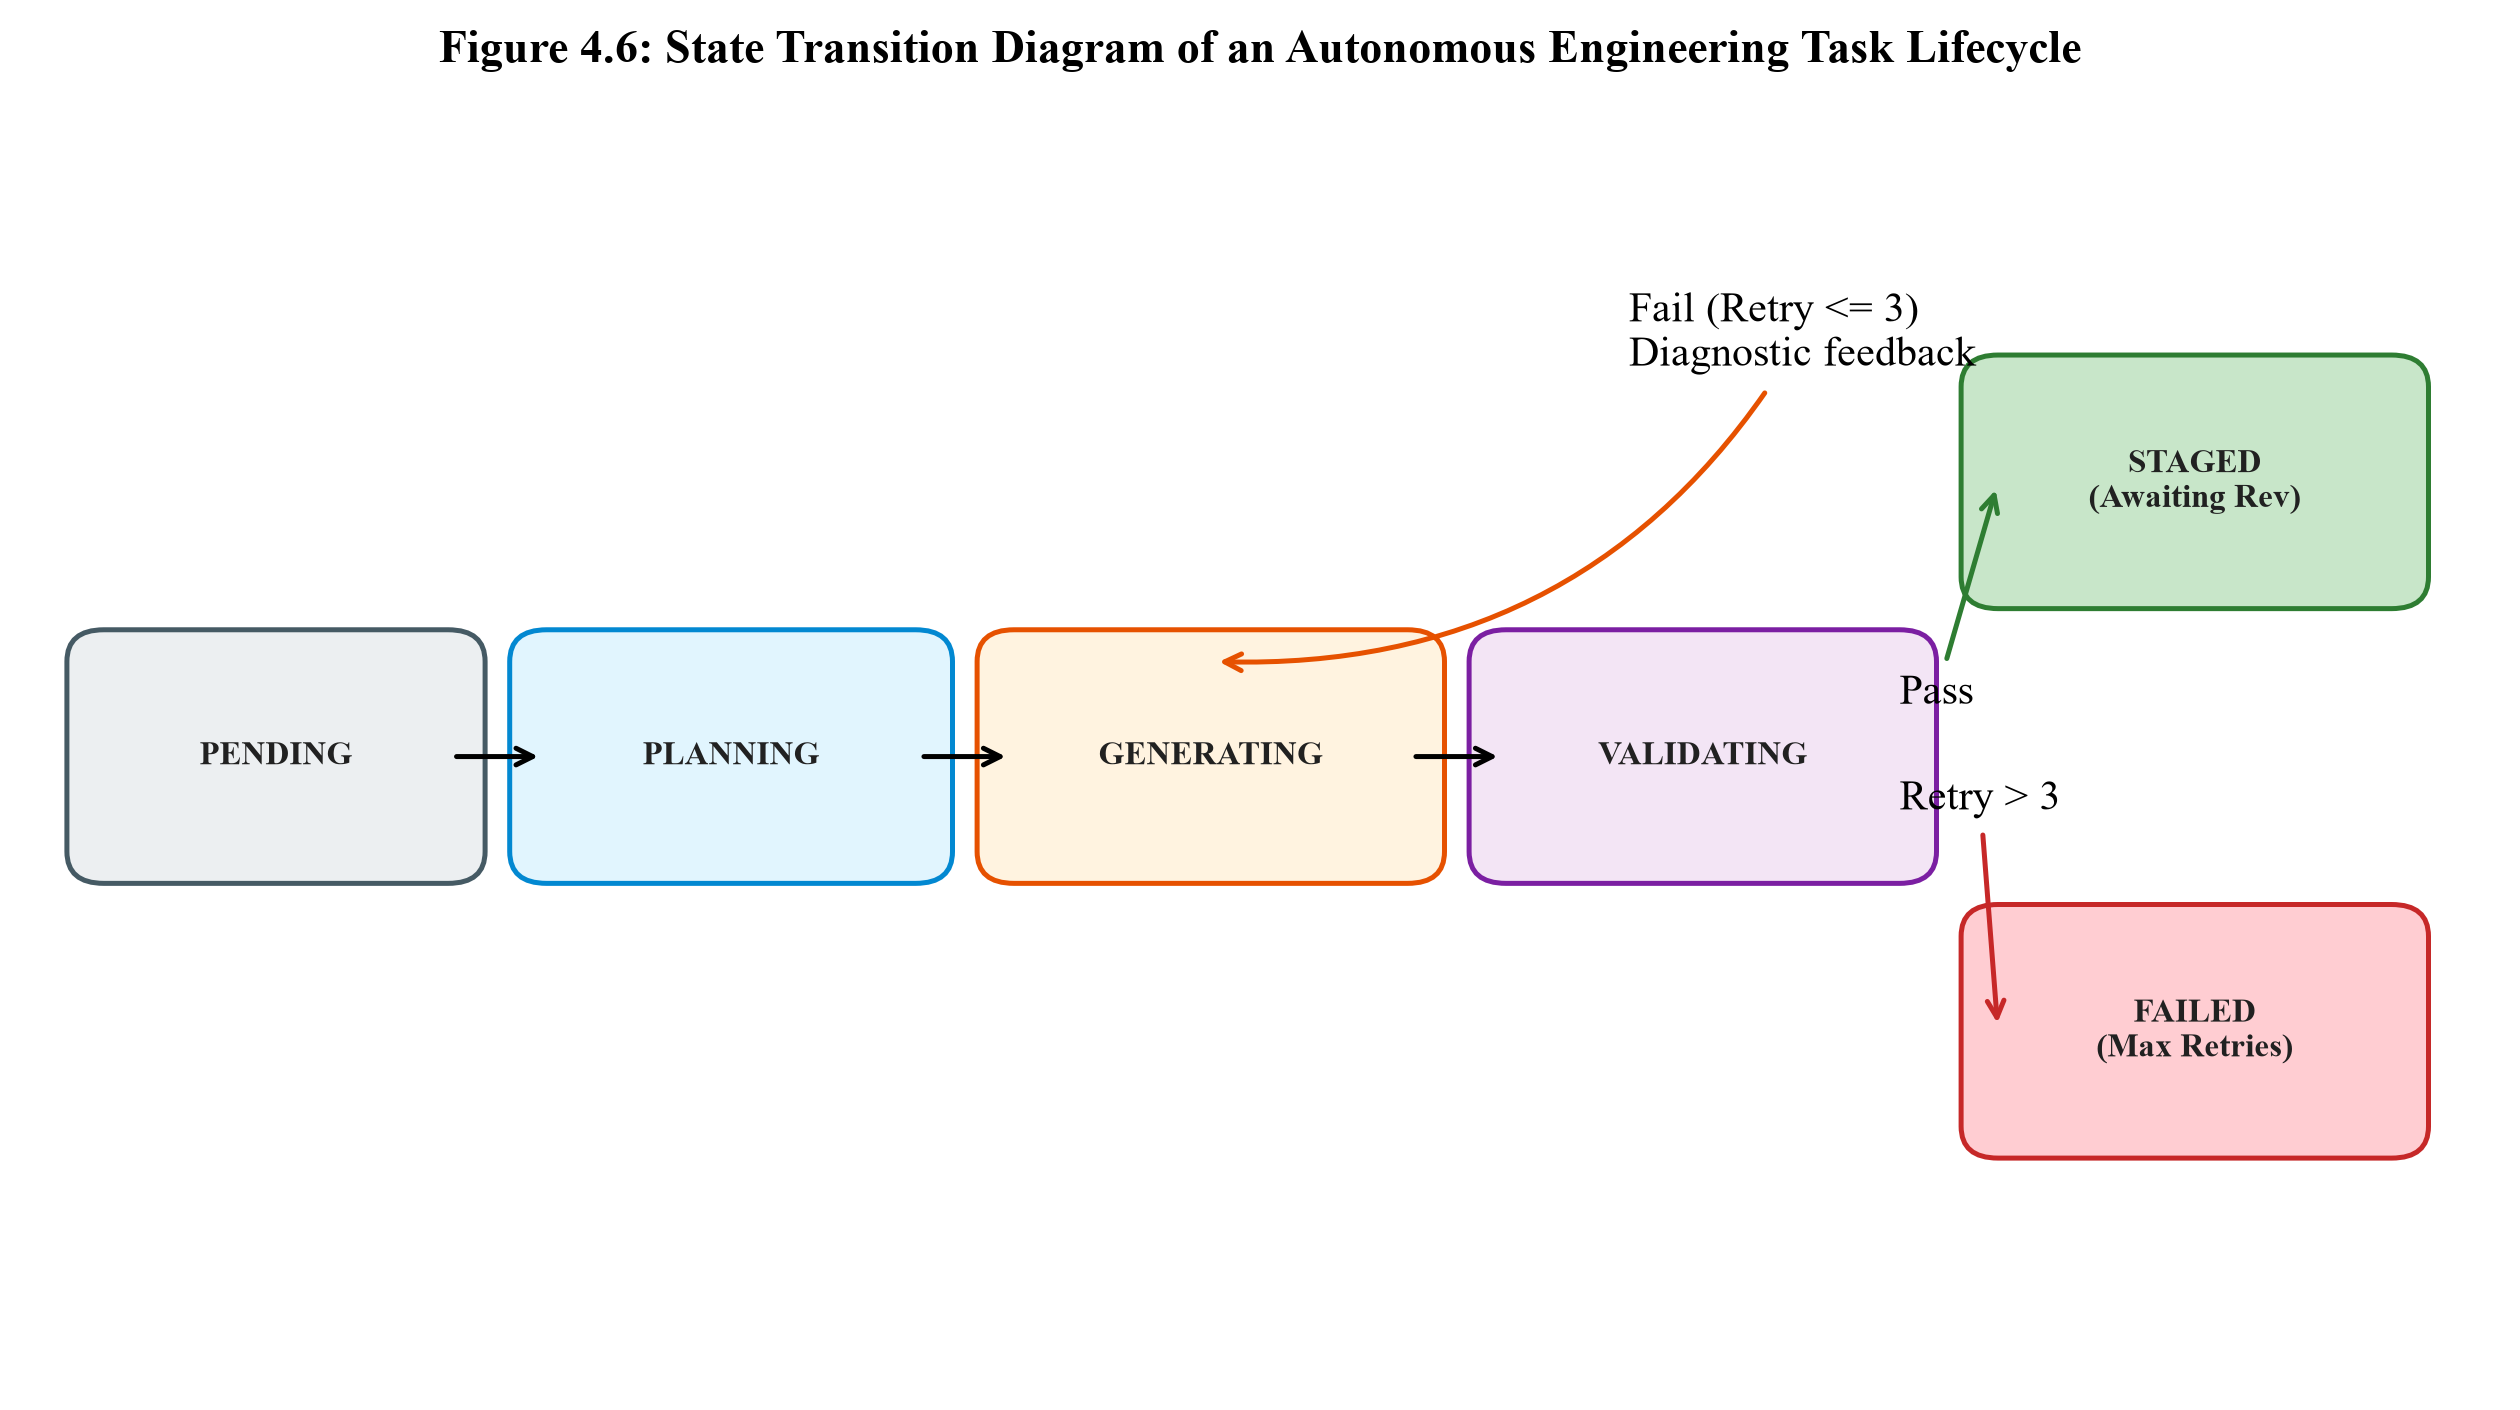 Figure 4.6: State Transition Diagram of an Autonomous Engineering Task Lifecycle
Fail (Retry <= 3)
Diagnostic feedback
STAGED
(Awaiting Rev)
PENDING
PLANNING
GENERATING
VALIDATING
Pass
Retry > 3
FAILED
(Max Retries)